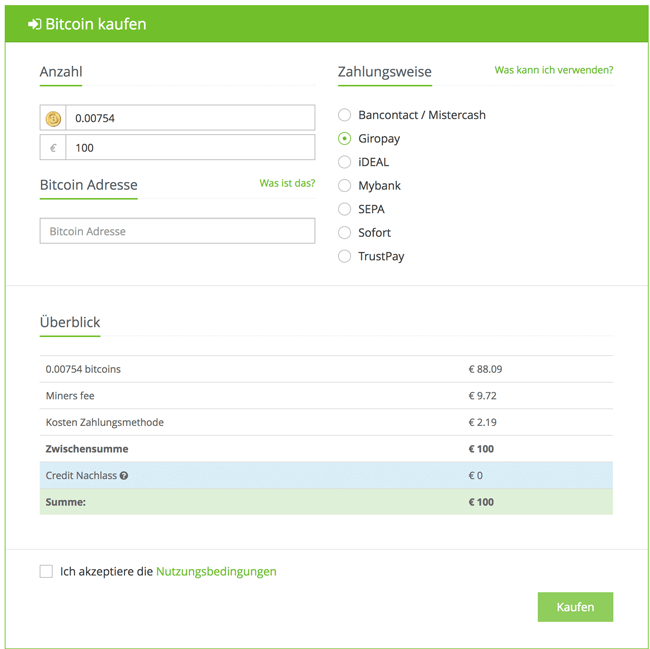 Bitcoin kaufen
Anzahl
0.00754
€ 100
Bitcoin Adresse Was ist das?
Bitcoin Adresse
Zahlungsweise Was kann ich verwenden?
Bancontact / Mistercash
Giropay
iDEAL
Mybank
SEPA
Sofort
TrustPay
Überblick
0.00754 bitcoins € 88.09
Miners fee € 9.72
Kosten Zahlungsmethode € 2.19
Zwischensumme € 100
Credit Nachlass € 0
Summe: € 100
Ich akzeptiere die Nutzungsbedingungen
Kaufen